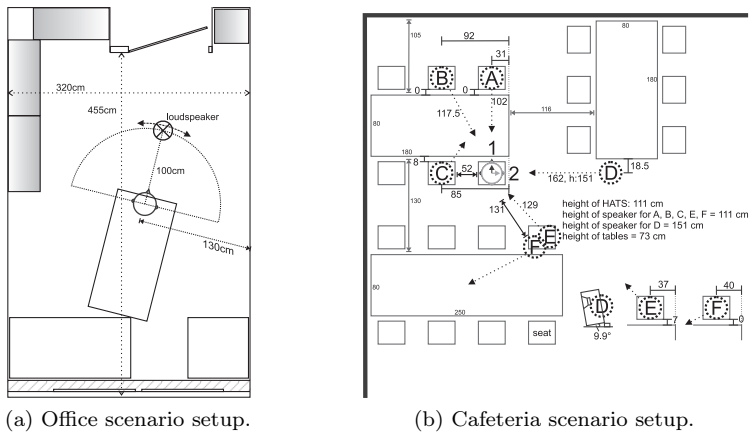 320cm
455cm
loudspeaker
100cm
130cm
(a) Office scenario setup.
105
92
31
80
B
A
0
0
102
117.5
116
180
80
180
1
8
C
52
2
D
18.5
85
162, h:151
130
131
129
height of HATS: 111 cm
height of speaker for A, B, C, E, F = 111 cm
height of speaker for D = 151 cm
height of tables = 73 cm
E
F
80
250
37
40
D
E
F
7
0
9.9°
seat
(b) Cafeteria scenario setup.